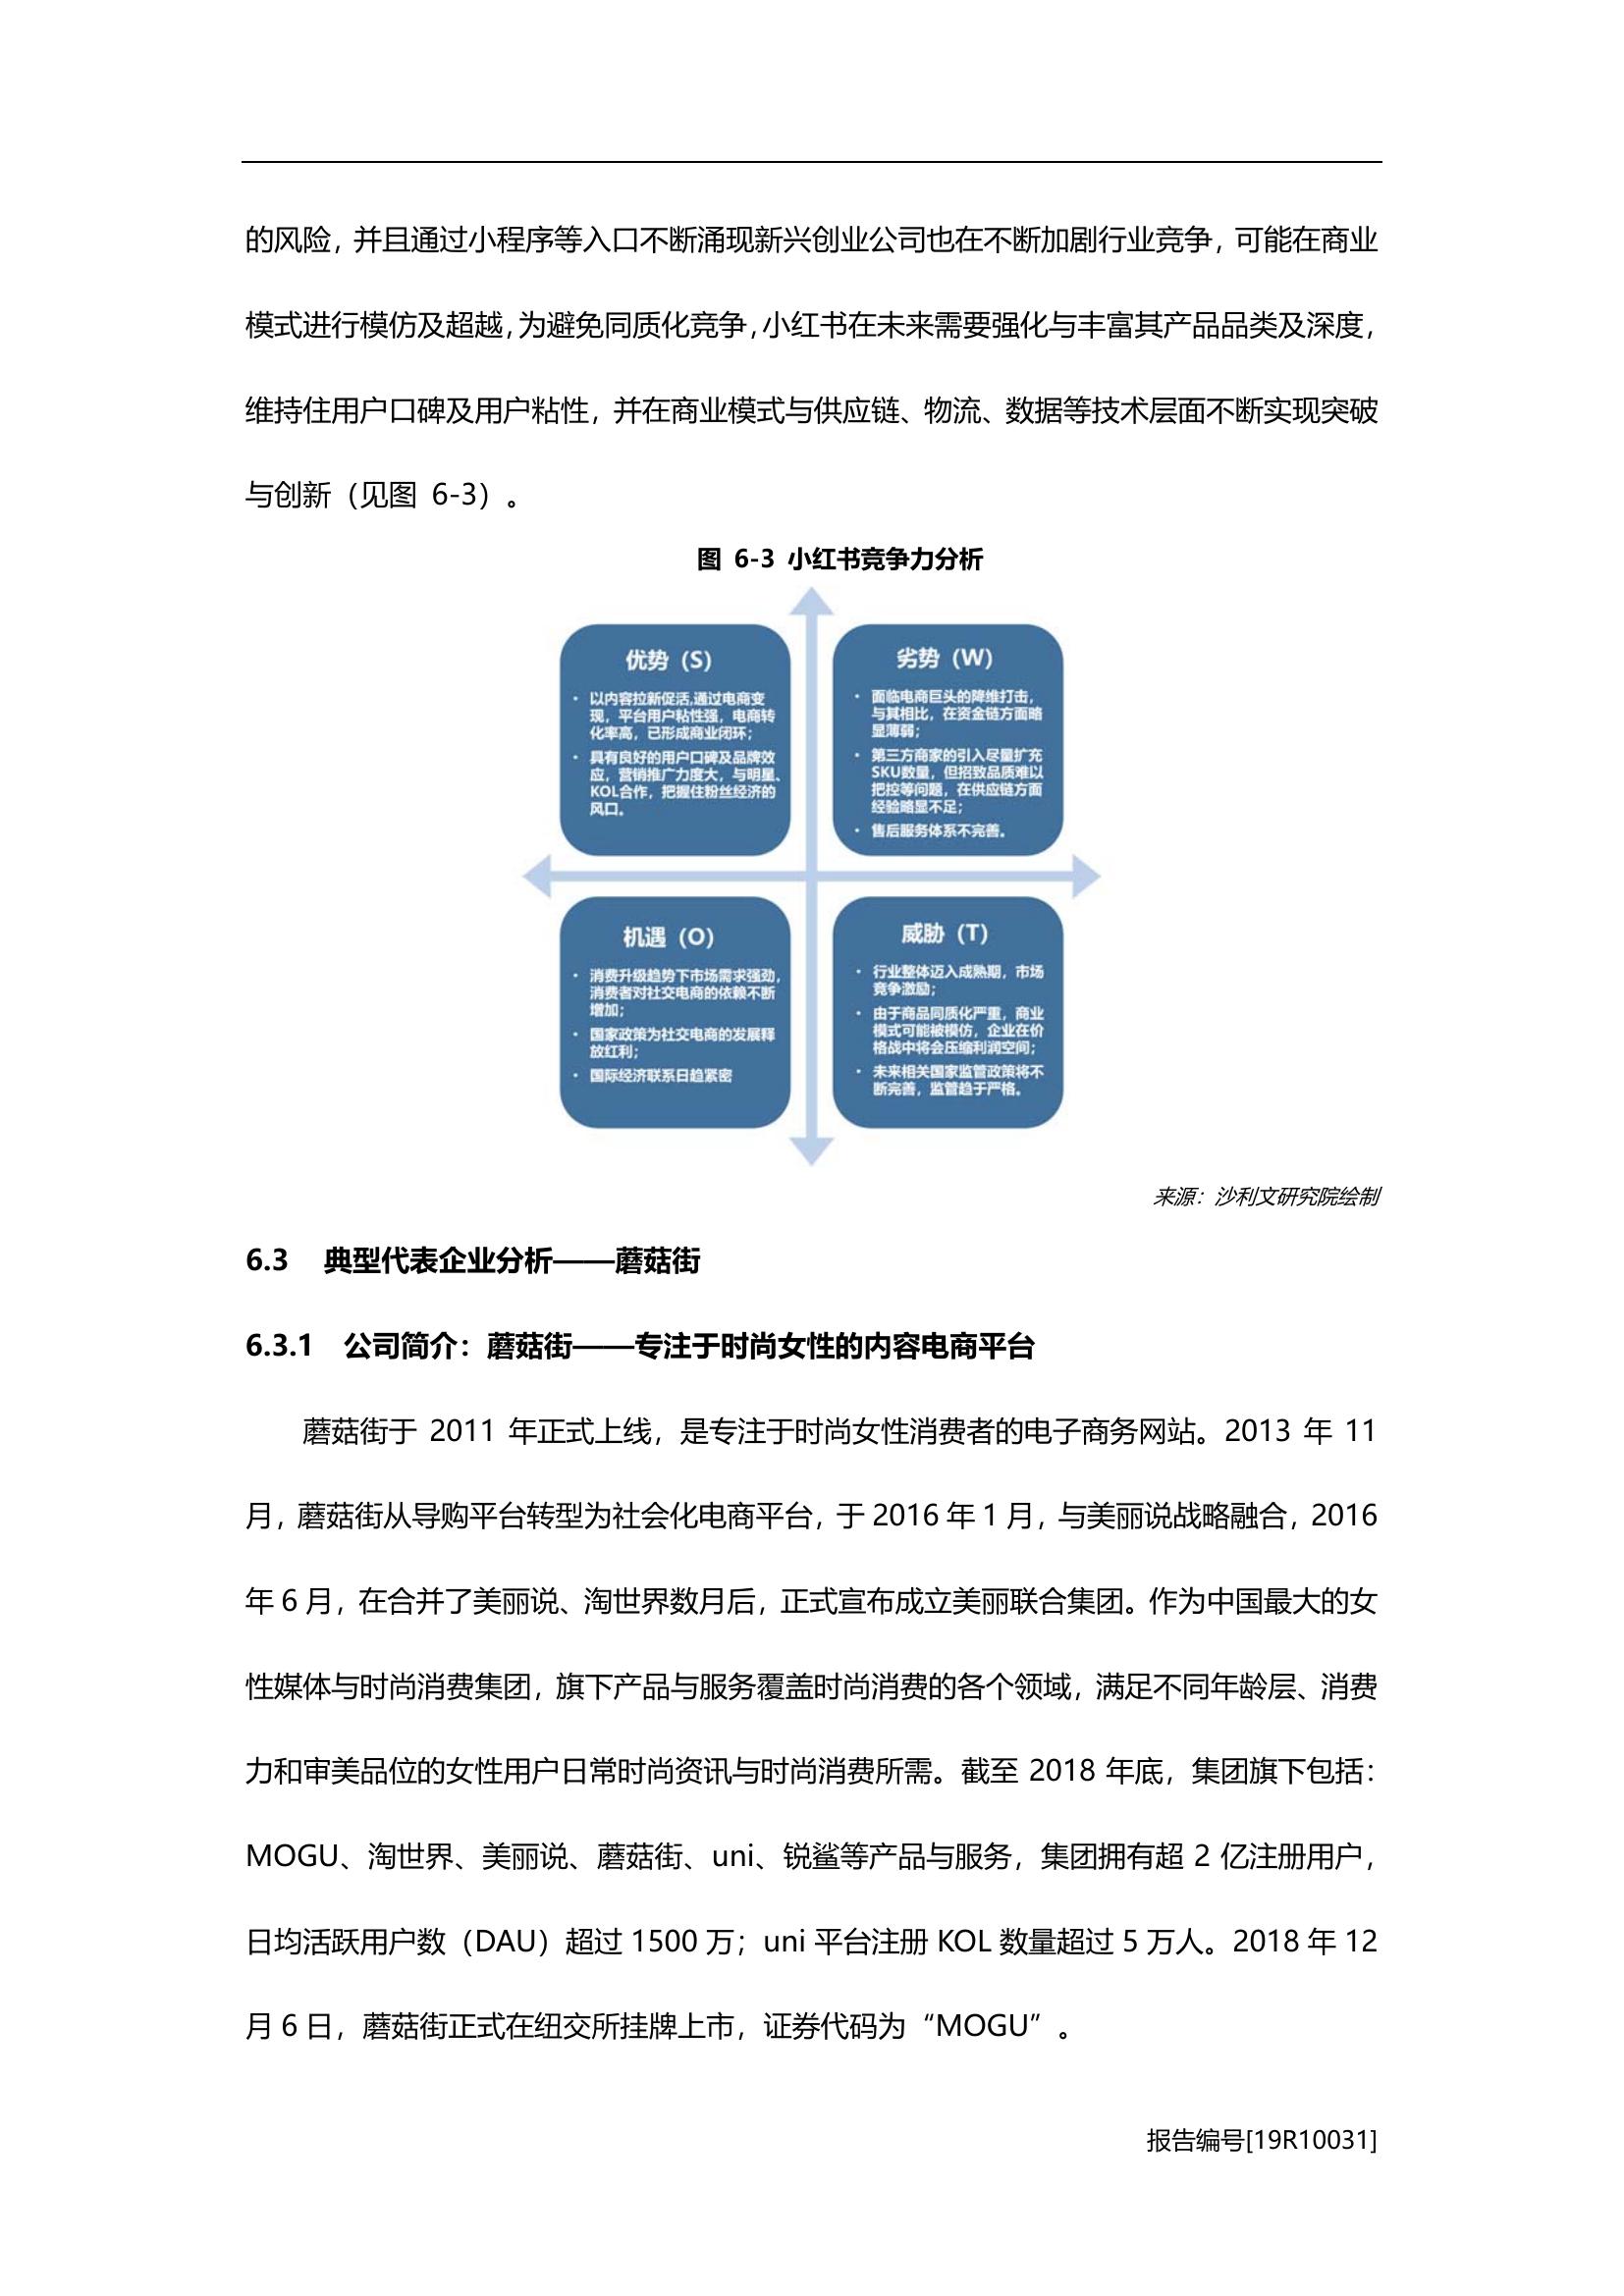 的风险，并且通过小程序等入口不断涌现新兴创业公司也在不断加剧行业竞争，可能在商业
模式进行模仿及超越，为避免同质化竞争，小红书在未来需要强化与丰富其产品品类及深度，
维持住用户口碑及用户粘性，并在商业模式与供应链、物流、数据等技术层面不断实现突破
与创新（见图 6-3）。
图 6-3 小红书竞争力分析
优势（S）
• 以内容拉新促活,通过电商变
现，平台用户粘性强，电商转
化率高，已形成商业闭环；
• 具有良好的用户口碑及品牌效
应，营销推广力度大，与明星、
KOL合作，把握住粉丝经济的
风口。
劣势（W）
• 面临电商巨头的降维打击，
与其相比，在资金链方面略
显薄弱；
• 第三方商家的引入尽量扩充
SKU数量，但招致品质难以
把控等问题，在供应链方面
经验略显不足；
• 售后服务体系不完善。
机遇（O）
• 消费升级趋势下市场需求强劲，
消费者对社交电商的依赖不断
增加；
• 国家政策为社交电商的发展释
放红利；
• 国际经济联系日趋紧密
威胁（T）
• 行业整体迈入成熟期，市场
竞争激励；
• 由于商品同质化严重，商业
模式可能被模仿，企业在价
格战中将会压缩利润空间；
• 未来相关国家监管政策将不
断完善，监管趋于严格。
来源：沙利文研究院绘制
6.3 典型代表企业分析——蘑菇街
6.3.1 公司简介：蘑菇街——专注于时尚女性的内容电商平台
蘑菇街于 2011 年正式上线，是专注于时尚女性消费者的电子商务网站。2013 年 11
月，蘑菇街从导购平台转型为社会化电商平台，于 2016 年 1 月，与美丽说战略融合，2016
年 6 月，在合并了美丽说、淘世界数月后，正式宣布成立美丽联合集团。作为中国最大的女
性媒体与时尚消费集团，旗下产品与服务覆盖时尚消费的各个领域，满足不同年龄层、消费
力和审美品位的女性用户日常时尚资讯与时尚消费所需。截至 2018 年底，集团旗下包括：
MOGU、淘世界、美丽说、蘑菇街、uni、锐鲨等产品与服务，集团拥有超 2 亿注册用户，
日均活跃用户数（DAU）超过 1500 万；uni 平台注册 KOL 数量超过 5 万人。2018 年 12
月 6 日，蘑菇街正式在纽交所挂牌上市，证券代码为“MOGU”。
报告编号[19R10031]